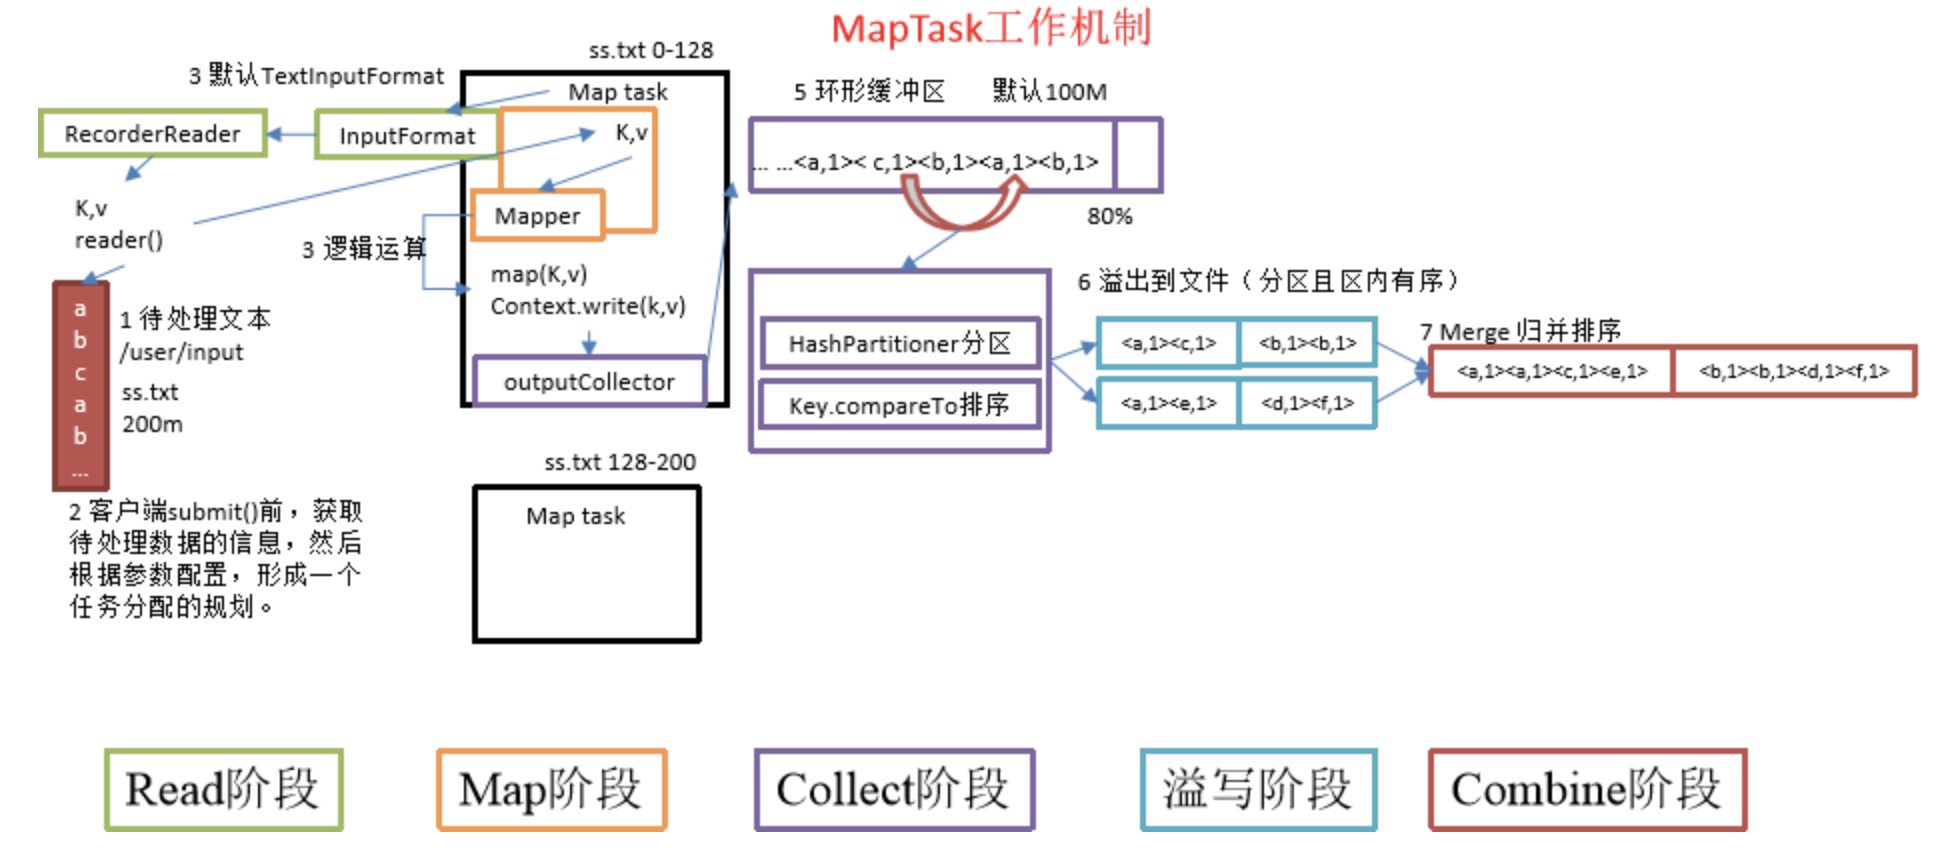 MapTask工作机制
ss.txt 0-128
3 默认TextInputFormat
Map task
RecorderReader
InputFormat
K,v
K,v
reader()
Mapper
3 逻辑运算
map(K,v)
Context.write(k,v)
outputCollector
a
b
c
a
b
...
1 待处理文本
/user/input
ss.txt
200m
2 客户端submit()前，获取
待处理数据的信息，然后
根据参数配置，形成一个
任务分配的规划。
ss.txt 128-200
Map task
5 环形缓冲区 默认100M
... ...<a,1>< c,1><b,1><a,1><b,1>
80%
HashPartitioner分区
Key.compareTo排序
6 溢出到文件（分区且区内有序）
<a,1><c,1> <b,1><b,1>
<a,1><e,1> <d,1><f,1>
7 Merge 归并排序
<a,1><a,1><c,1><e,1> <b,1><b,1><d,1><f,1>
Read阶段
Map阶段
Collect阶段
溢写阶段
Combine阶段